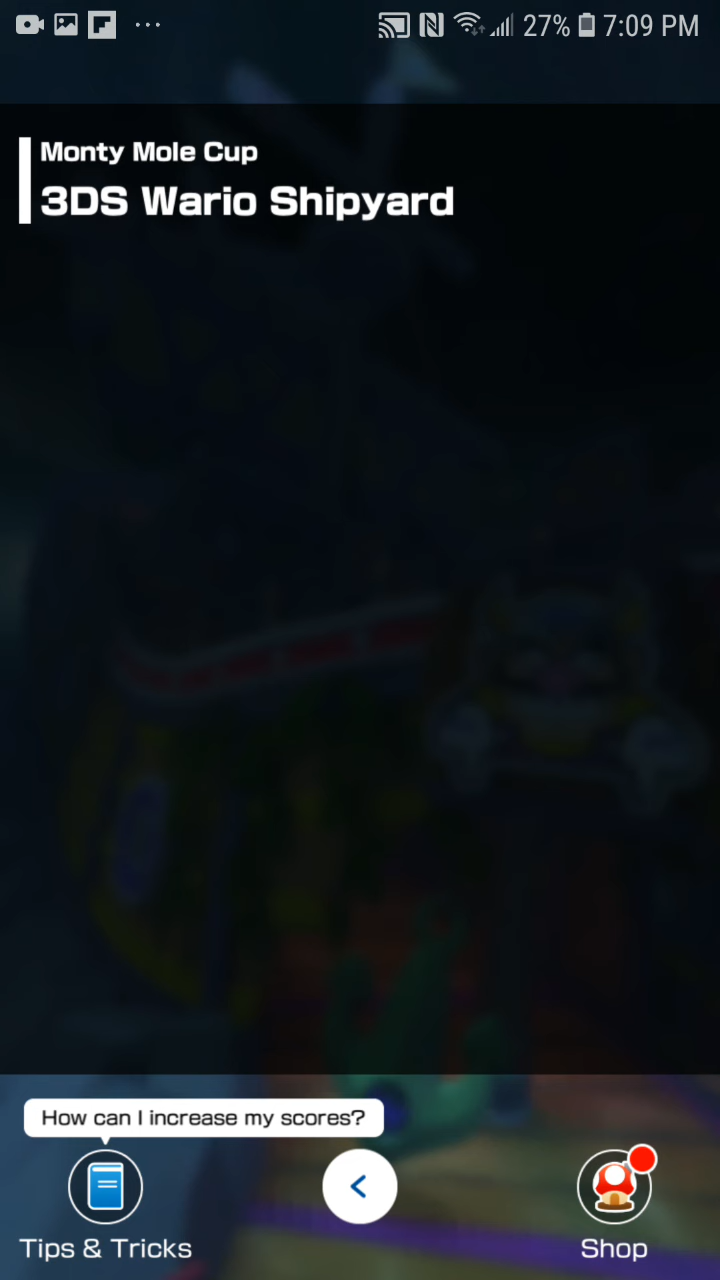 27% 7:09 PM
Monty Mole Cup
3DS Wario Shipyard
How can I increase my scores?
Tips & Tricks
Shop